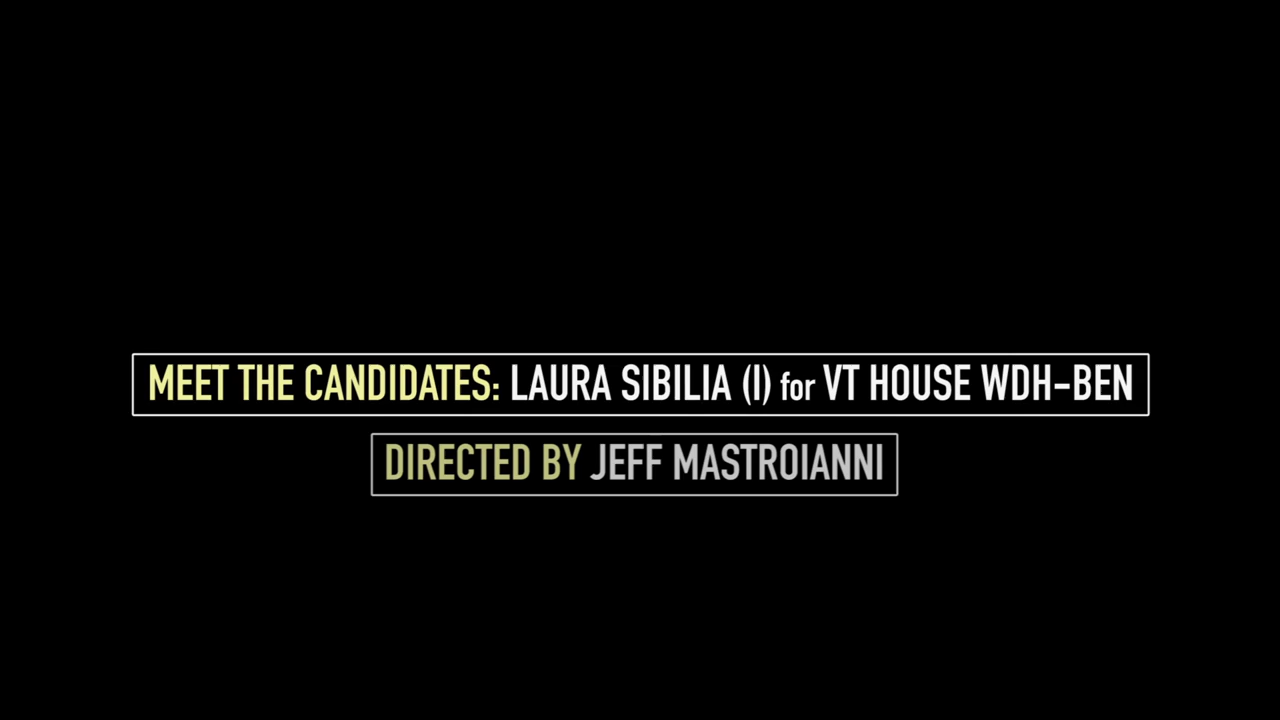 MEET THE CANDIDATES: LAURA SIBILIA (I) for VT HOUSE WDH-BEN
DIRECTED BY JEFF MASTROIANNI